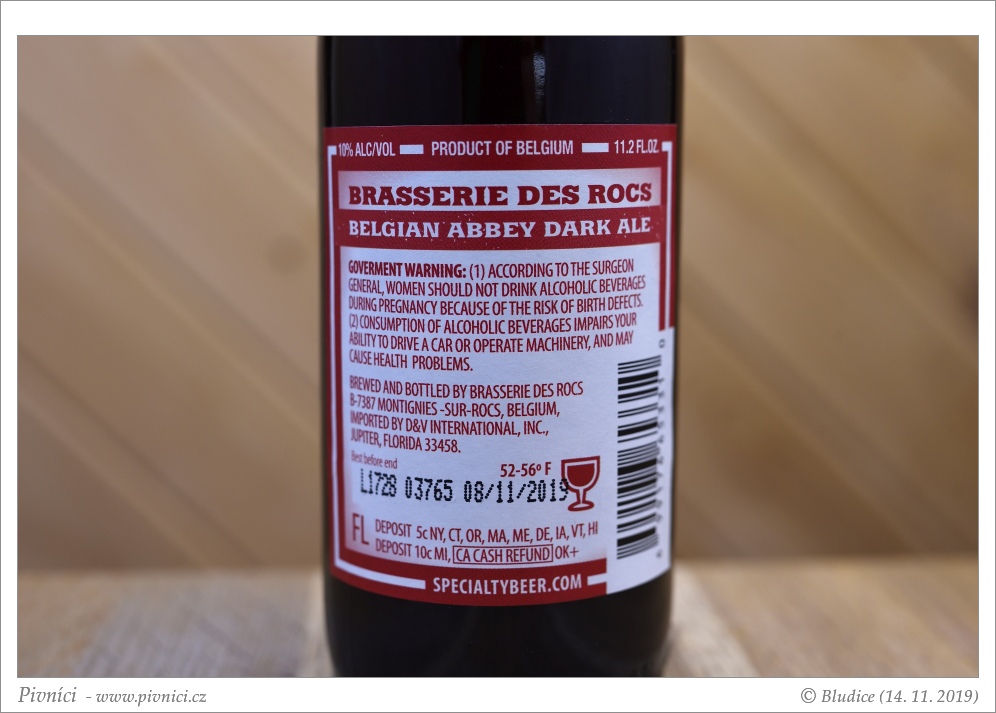 10% ALC/VOL PRODUCT OF BELGIUM 11.2 FL.OZ.
BRASSERIE DES ROCS
BELGIAN ABBEY DARK ALE
GOVERMENT WARNING: (1) ACCORDING TO THE SURGEON
GENERAL, WOMEN SHOULD NOT DRINK ALCOHOLIC BEVERAGES
DURING PREGNANCY BECAUSE OF THE RISK OF BIRTH DEFECTS.
(2) CONSUMPTION OF ALCOHOLIC BEVERAGES IMPAIRS YOUR
ABILITY TO DRIVE A CAR OR OPERATE MACHINERY, AND MAY
CAUSE HEALTH PROBLEMS.
BREWED AND BOTTLED BY BRASSERIE DES ROCS
B-7387 MONTIGNIES -SUR-ROCS, BELGIUM,
IMPORTED BY D&V INTERNATIONAL, INC.,
JUPITER, FLORIDA 33458.
Best before end
52-56º F
L1728 03765 08/11/2019
FL
DEPOSIT 5c NY, CT, OR, MA, ME, DE, IA, VT, HI
DEPOSIT 10c MI, CA CASH REFUND OK+
SPECIALTYBEER.COM
Pivníci - www.pivnici.cz
© Bludice (14. 11. 2019)